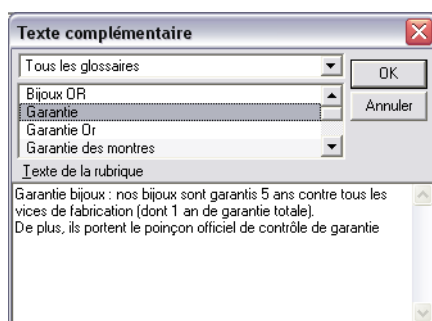 Texte complémentaire
Tous les glossaires
OK
Bijoux OR
Garantie
Annuler
Garantie Or
Garantie des montres
Texte de la rubrique
Garantie bijoux : nos bijoux sont garantis 5 ans contre tous les
vices de fabrication (dont 1 an de garantie totale).
De plus, ils portent le poinçon officiel de contrôle de garantie